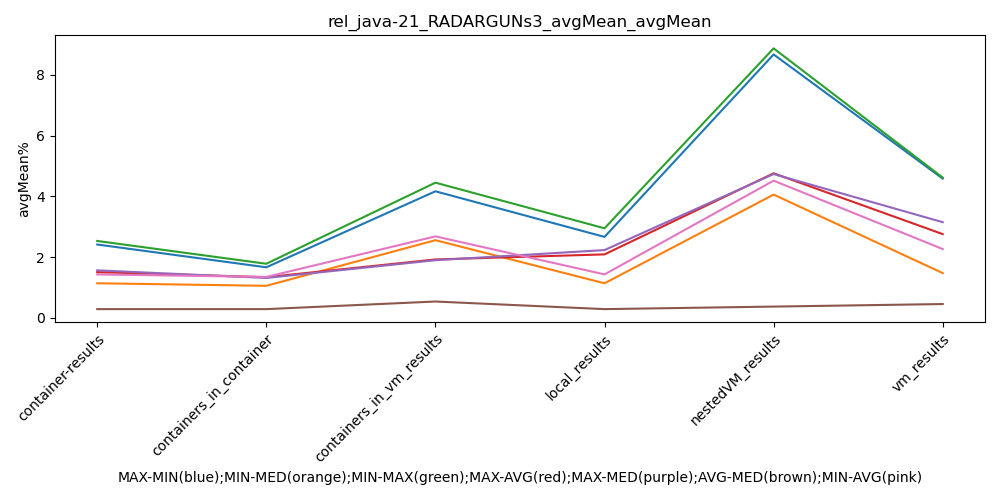 rel_java-21_RADARGUNs3_avgMean_avgMean
avgMean%
8
6
4
2
0
container-results
containers_in_container
containers_in_vm_results
local_results
nestedVM_results
vm_results
MAX-MIN(blue);MIN-MED(orange);MIN-MAX(green);MAX-AVG(red);MAX-MED(purple);AVG-MED(brown);MIN-AVG(pink)